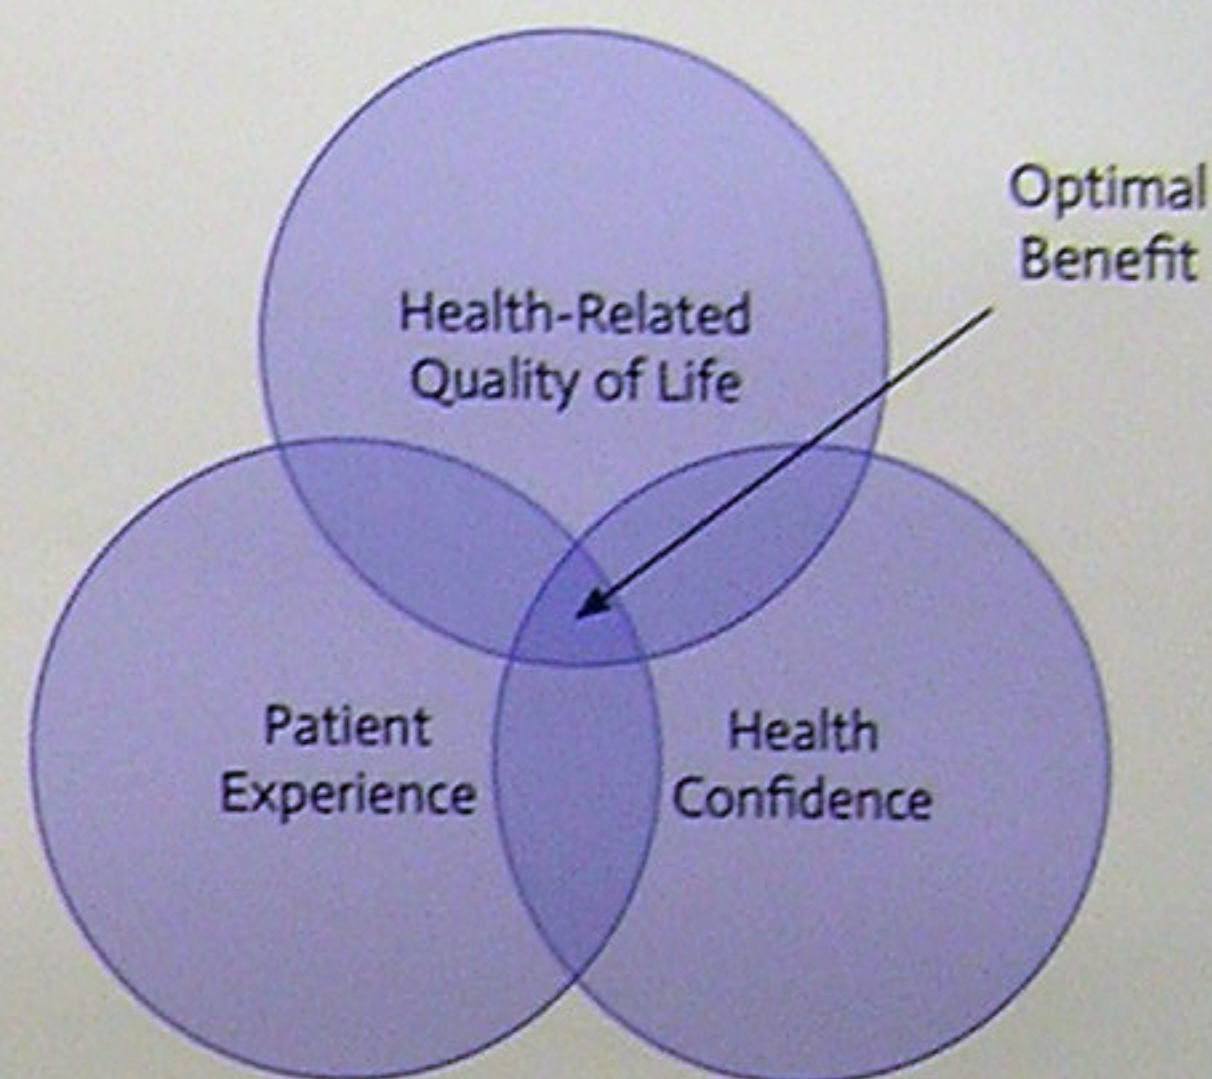 Optimal
Benefit
Health-Related
Quality of Life
Patient
Experience
Health
Confidence